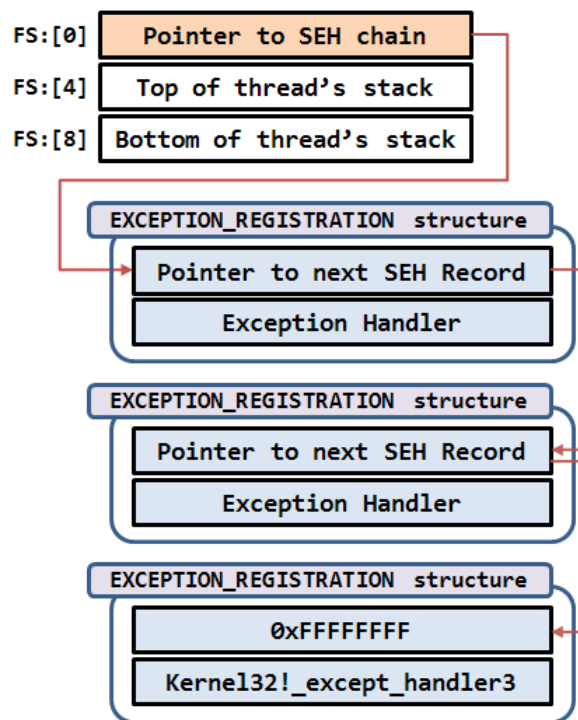 FS:[0] Pointer to SEH chain
FS:[4] Top of thread’s stack
FS:[8] Bottom of thread’s stack
EXCEPTION_REGISTRATION structure
Pointer to next SEH Record
Exception Handler
EXCEPTION_REGISTRATION structure
Pointer to next SEH Record
Exception Handler
EXCEPTION_REGISTRATION structure
0xFFFFFFFF
Kernel32!_except_handler3